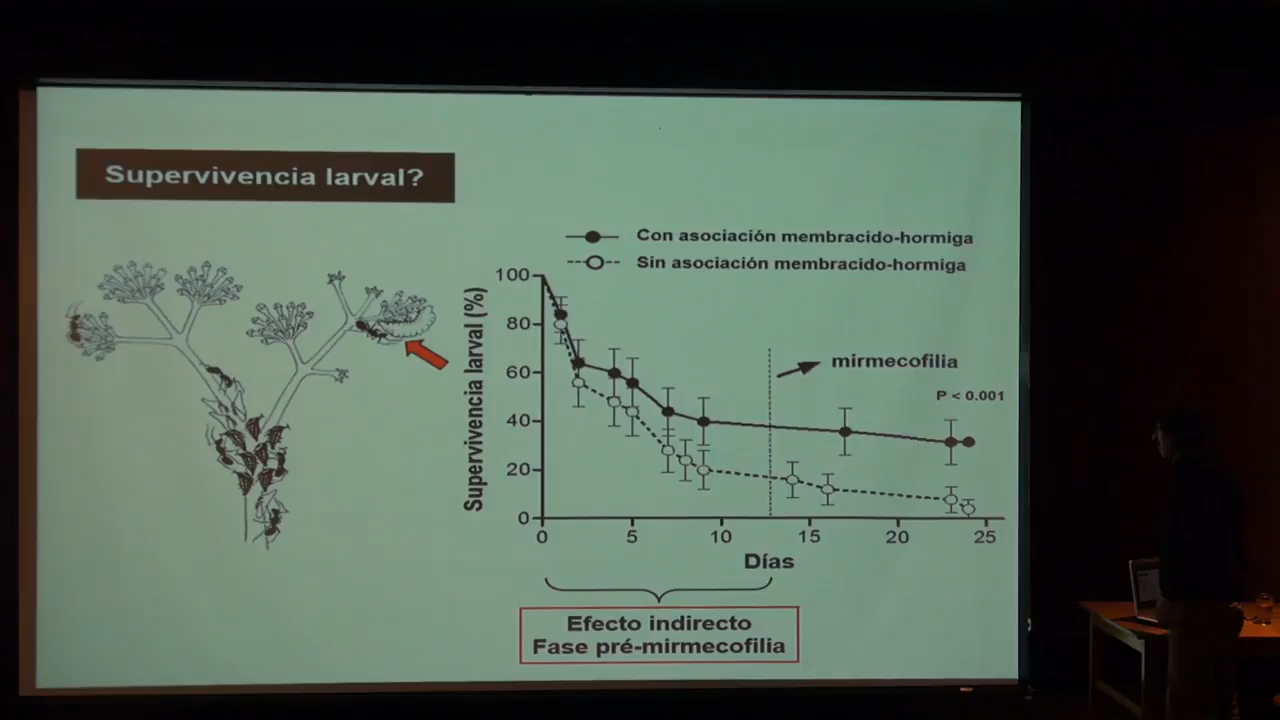 Supervivencia larval?
Con asociación membracido-hormiga
Sin asociación membracido-hormiga
Supervivencia larval (%)
100
80
60
40
20
0
mirmecofilia
P < 0.001
0 5 10 15 20 25
Días
Efecto indirecto
Fase pré-mirmecofilia